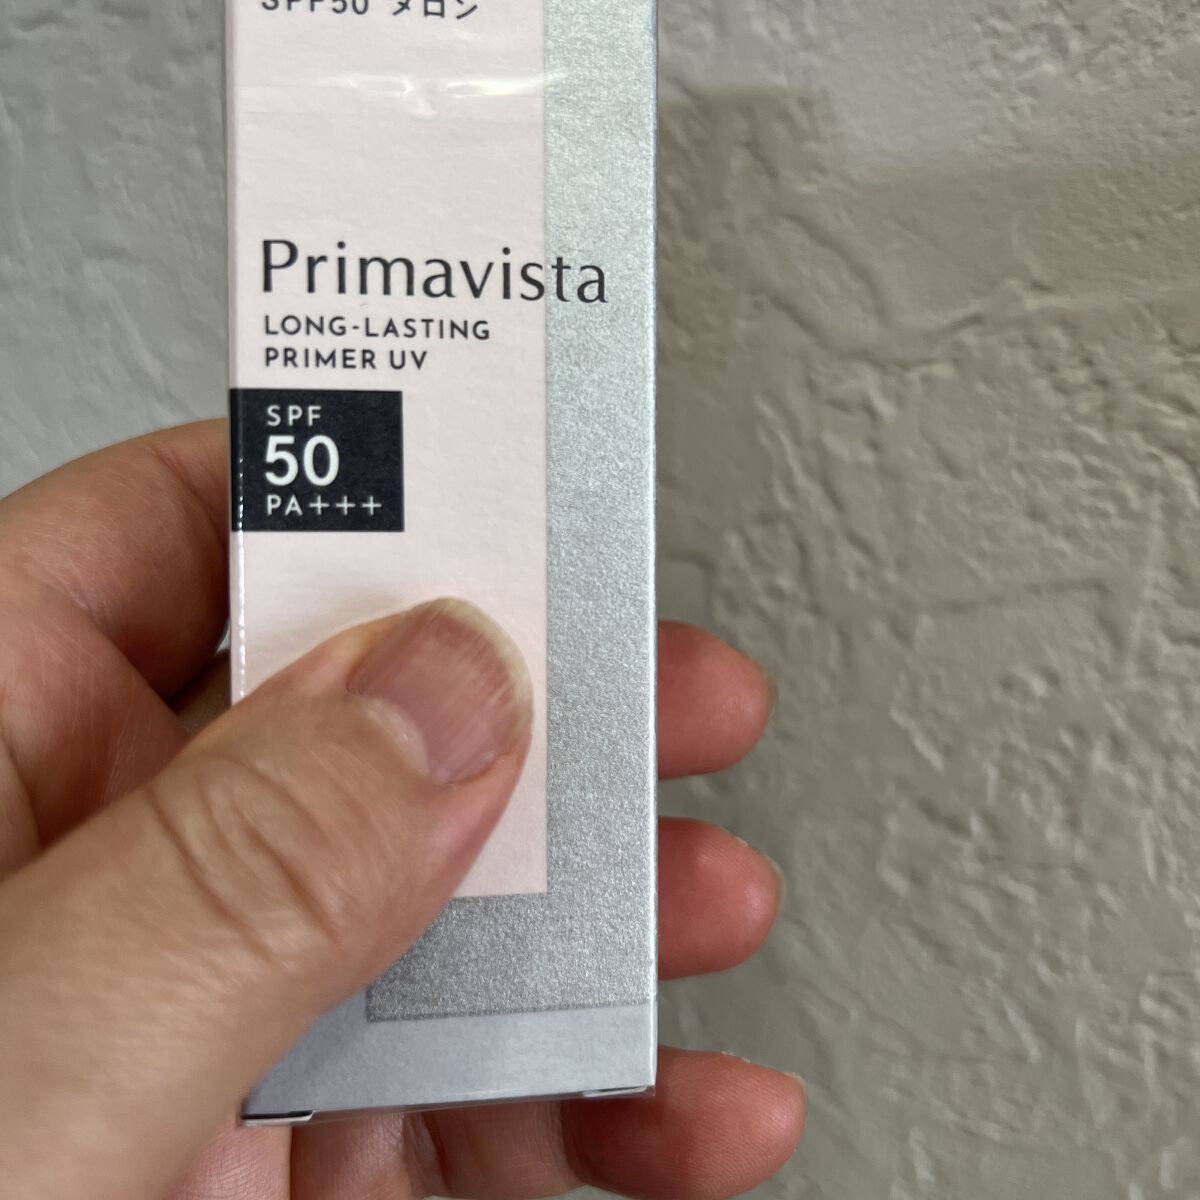 SPF50 メロン
Primavista
LONG-LASTING
PRIMER UV
SPF
50
PA+++